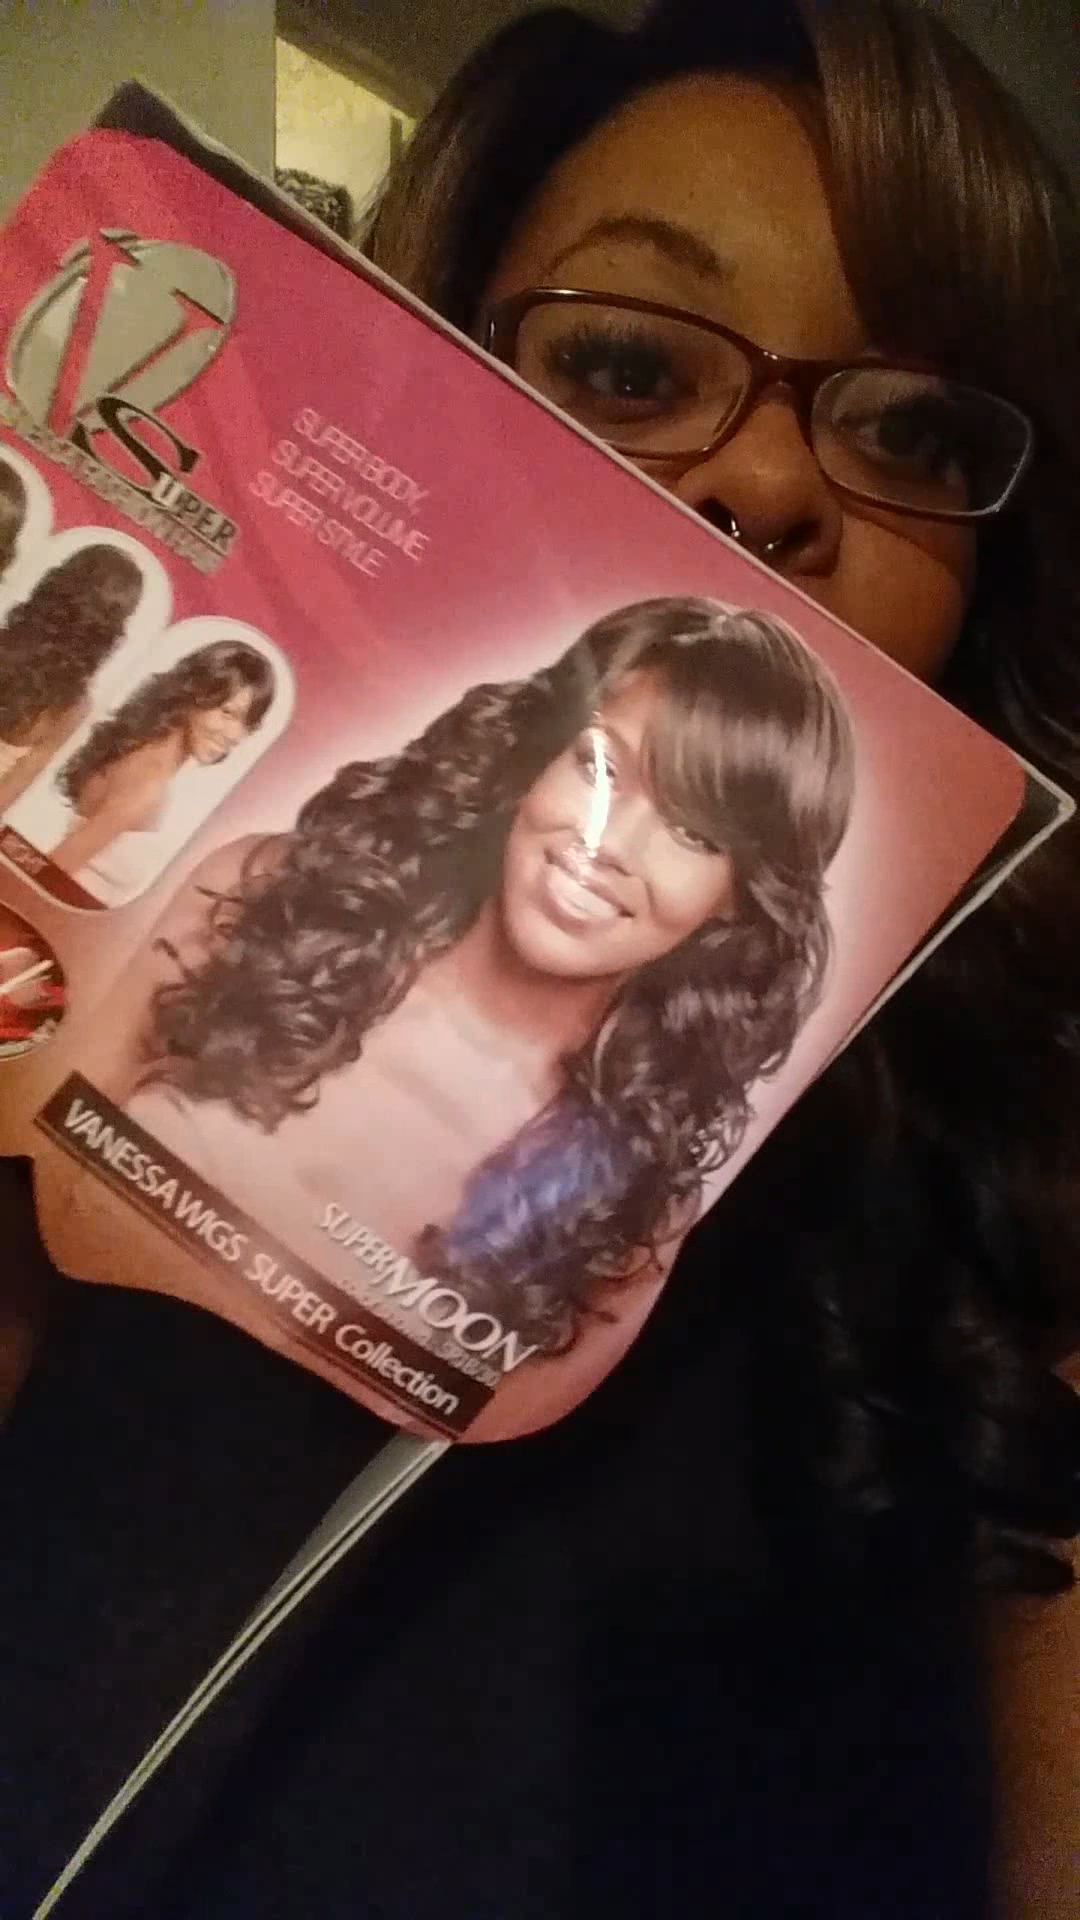 V
SUPER
SUPER BODY,
SUPER VOLUME
SUPER STYLE
SUPER MOON
VANESSA WIGS SUPER Collection